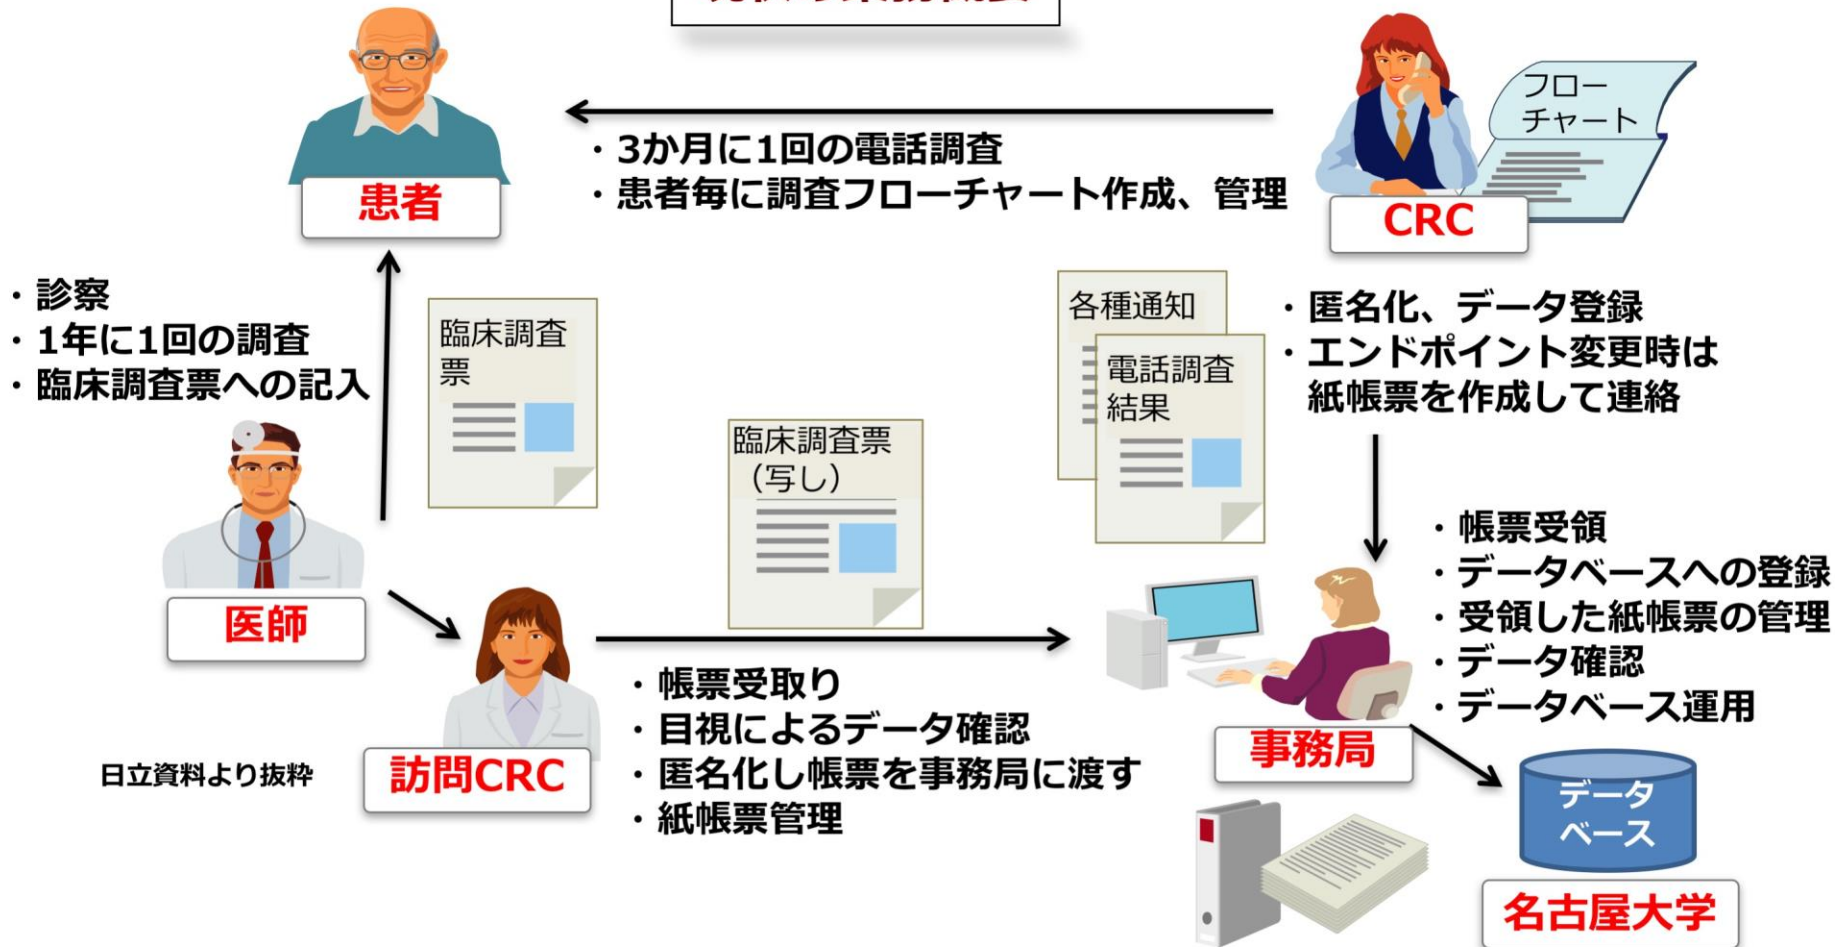 フロー
チャート
・3か月に1回の電話調査
・患者毎に調査フローチャート作成、管理
患者
CRC
・診察
・1年に1回の調査
・臨床調査票への記入
臨床調査
票
各種通知
電話調査
結果
・匿名化、データ登録
・エンドポイント変更時は
紙帳票を作成して連絡
臨床調査票
（写し）
医師
・帳票受領
・データベースへの登録
・受領した紙帳票の管理
・データ確認
・データベース運用
・帳票受取り
・目視によるデータ確認
・匿名化し帳票を事務局に渡す
・紙帳票管理
日立資料より抜粋
訪問CRC
事務局
データ
ベース
名古屋大学